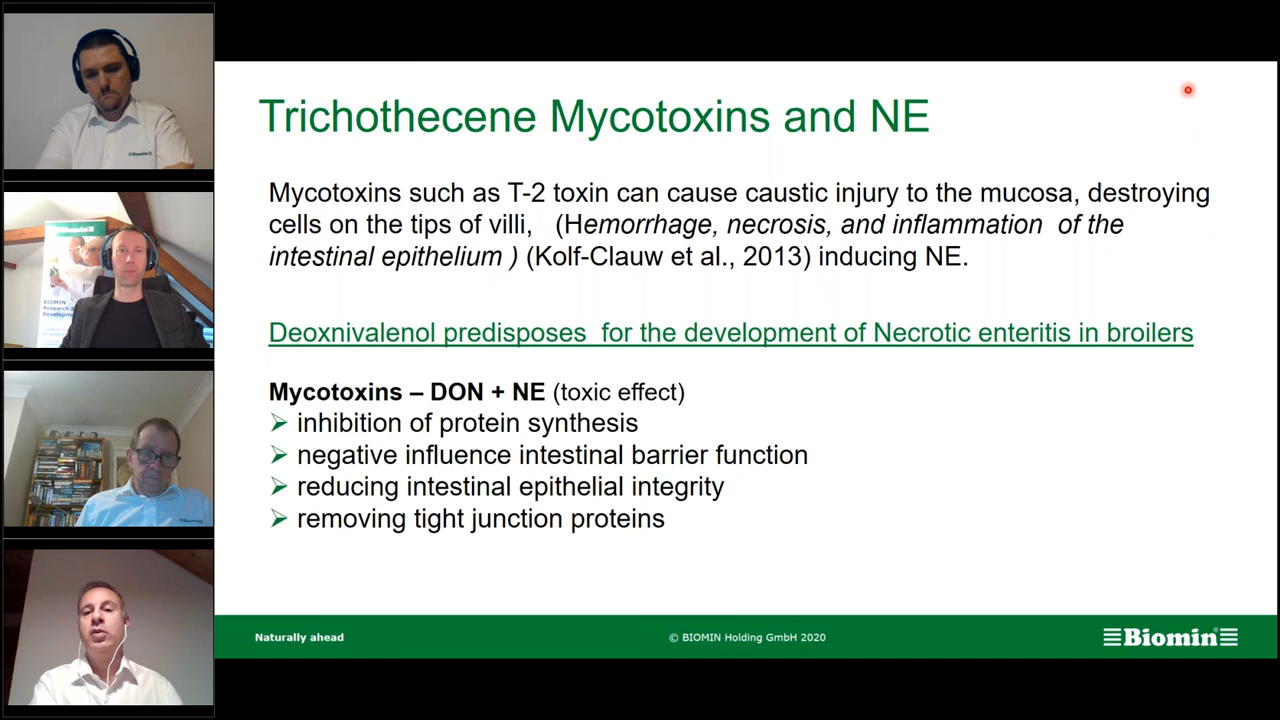 Trichothecene Mycotoxins and NE
Mycotoxins such as T-2 toxin can cause caustic injury to the mucosa, destroying
cells on the tips of villi, (Hemorrhage, necrosis, and inflammation of the
intestinal epithelium ) (Kolf-Clauw et al., 2013) inducing NE.
Deoxnivalenol predisposes for the development of Necrotic enteritis in broilers
Mycotoxins – DON + NE (toxic effect)
➢ inhibition of protein synthesis
➢ negative influence intestinal barrier function
➢ reducing intestinal epithelial integrity
➢ removing tight junction proteins
Naturally ahead
© BIOMIN Holding GmbH 2020
Biomin®
Biomin
BIOMIN
Research &
Development